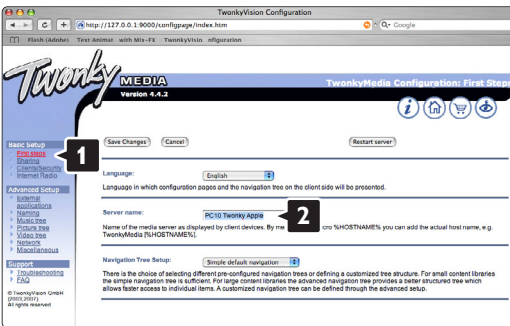 TwonkyVision Configuration
http://127.0.0.1:9000/configpage/index.htm
Google
Flash (Adobe) Text Animat with Mix-FX TwonkyVisio nfiguration
Twonky
MEDIA
Version 4.4.2
TwonkyMedia Configuration: First Steps
Save Changes Cancel Restart server
Basic Setup
First steps
Sharing
Clients/Security
Internet Radio
Advanced Setup
External
applications
Naming
Music tree
Picture tree
Video tree
Network
Miscellaneous
Support
Troubleshooting
FAQ
© TwonkyVision GmbH
(2003,2007)
All rights reserved
1
Language: English
Language in which configuration pages and the navigation tree on the client side will be presented.
Server name: PC10 Twonky Apple
2
Name of the media server as displayed by client devices. By me cro %HOSTNAME% you can add the actual host name, e.g.
TwonkyMedia [%HOSTNAME%].
Navigation Tree Setup: Simple default navigation
There is the choice of selecting different pre-configured navigation trees or defining a customized tree structure. For small content libraries
the simple navigation tree is sufficient. For large content libraries the advanced navigation tree provides a better structured tree which
allows faster access to individual items. A customized navigation tree can be defined through the advanced setup.